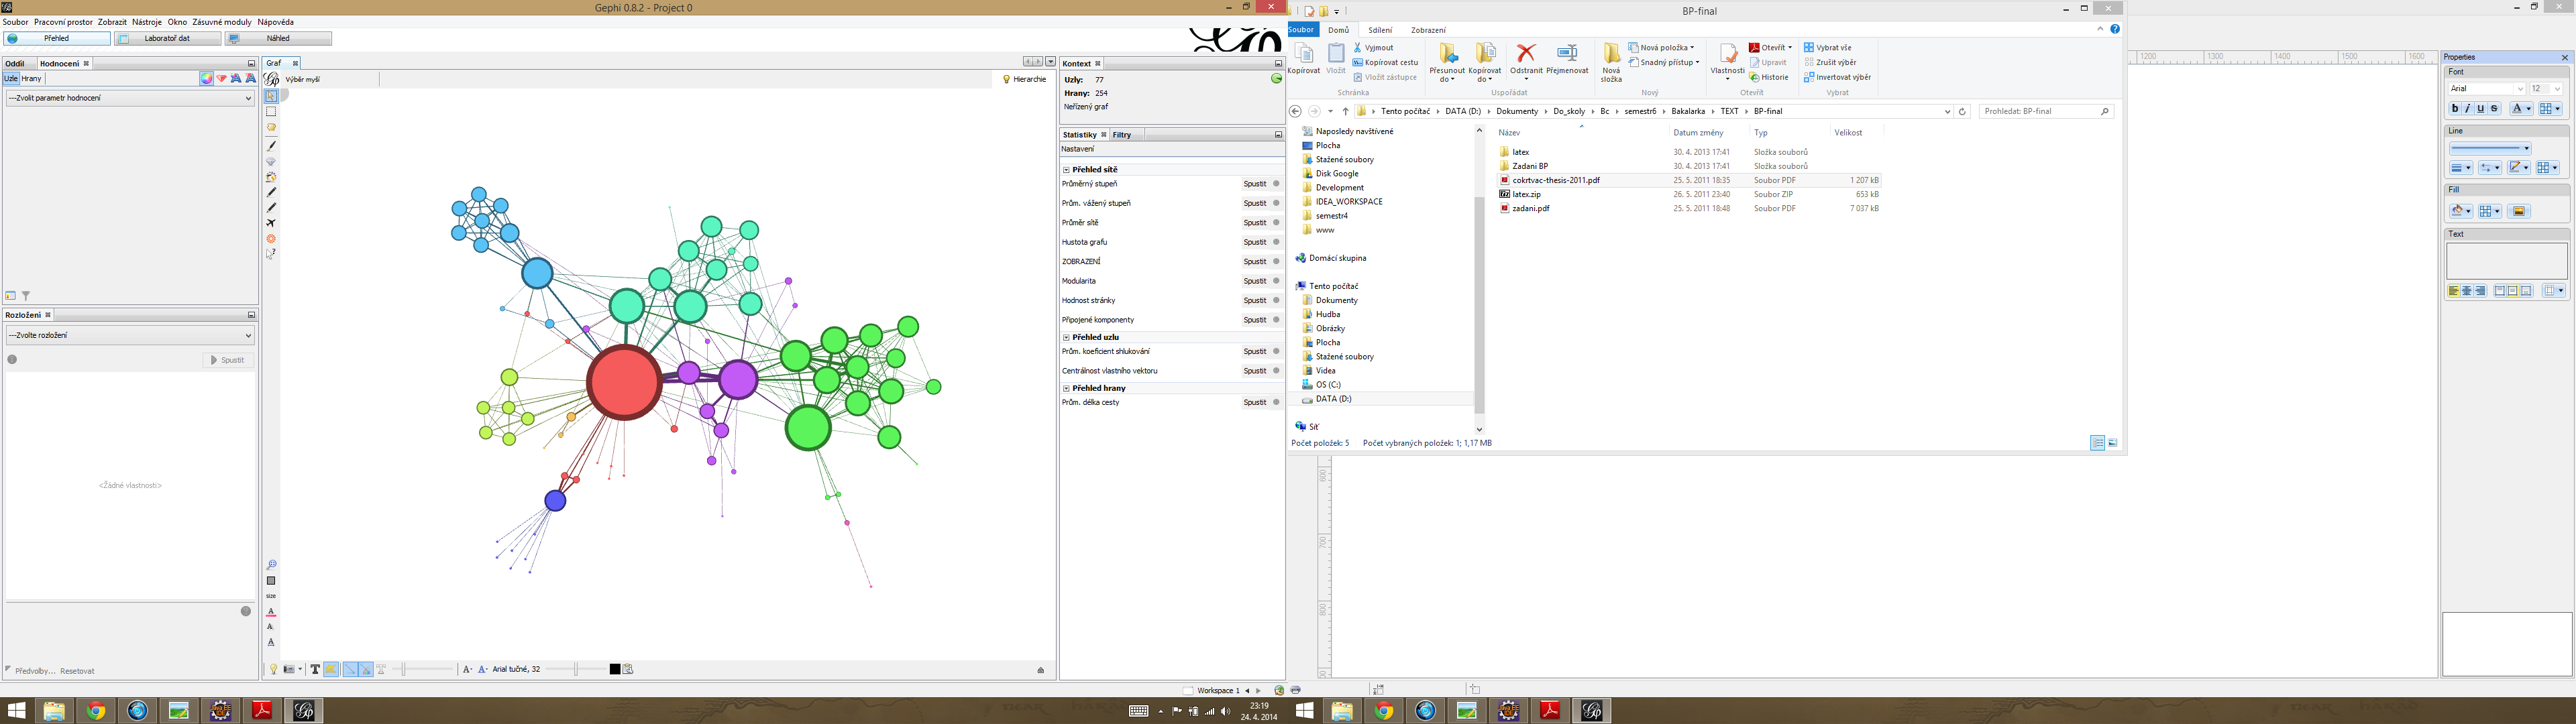 Gephi 0.8.2 - Project 0
Soubor Pracovní prostor Zobrazit Nástroje Okno Zásuvné moduly Nápověda
Přehled
Laboratoř dat
Náhled
Oddíl
Hodnocení
Uzle Hrany
---Zvolit parametr hodnocení
Rozložení
---Zvolte rozložení
Spustit
<Žádné vlastnosti>
Předvolby... Resetovat
Graf
Výběr myší
Hierarchie
size
Arial tučné, 32
Kontext
Uzly: 77
Hrany: 254
Neřízený graf
Statistiky
Filtry
Nastavení
Přehled sítě
Průměrný stupeň Spustit
Prům. vážený stupeň Spustit
Průměr sítě Spustit
Hustota grafu Spustit
ZOBRAZENÍ Spustit
Modularita Spustit
Hodnost stránky Spustit
Připojené komponenty Spustit
Přehled uzlu
Prům. koeficient shlukování Spustit
Centrálnost vlastního vektoru Spustit
Přehled hrany
Prům. délka cesty Spustit
Workspace 1
23:19
24. 4. 2014
BP-final
Soubor Domů Sdílení Zobrazení
Kopírovat
Vložit
Vyjmout
Kopírovat cestu
Vložit zástupce
Schránka
Přesunout do
Kopírovat do
Odstranit
Přejmenovat
Uspořádat
Nová složka
Nová položka
Snadný přístup
Nový
Vlastnosti
Otevřít
Upravit
Historie
Otevřít
Vybrat vše
Zrušit výběr
Invertovat výběr
Vybrat
Tento počítač DATA (D:) Dokumenty Do_skoly Bc semestr6 Bakalarka TEXT BP-final
Prohledat: BP-final
Naposledy navštívené
Plocha
Stažené soubory
Disk Google
Development
IDEA_WORKSPACE
semestr4
www
Domácí skupina
Tento počítač
Dokumenty
Hudba
Obrázky
Plocha
Stažené soubory
Videa
OS (C:)
DATA (D:)
Síť
Název Datum změny Typ Velikost
latex 30. 4. 2013 17:41 Složka souborů
Zadani BP 30. 4. 2013 17:41 Složka souborů
cokrtvac-thesis-2011.pdf 25. 5. 2011 18:35 Soubor PDF 1 207 kB
latex.zip 26. 5. 2011 23:40 Soubor ZIP 653 kB
zadani.pdf 25. 5. 2011 18:48 Soubor PDF 7 037 kB
Počet položek: 5 Počet vybraných položek: 1; 1,17 MB
1200 1300 1400 1500 1600
600
700
800
Properties
Font
Arial 12
b i U S A
Line
Fill
Text